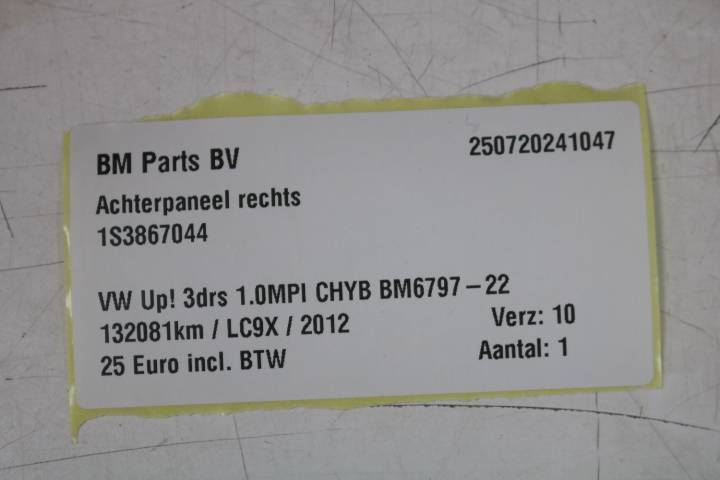 BM Parts BV 250720241047
Achterpaneel rechts
1S3867044
VW Up! 3drs 1.0MPI CHYB BM6797-22
132081km / LC9X / 2012 Verz: 10
25 Euro incl. BTW Aantal: 1